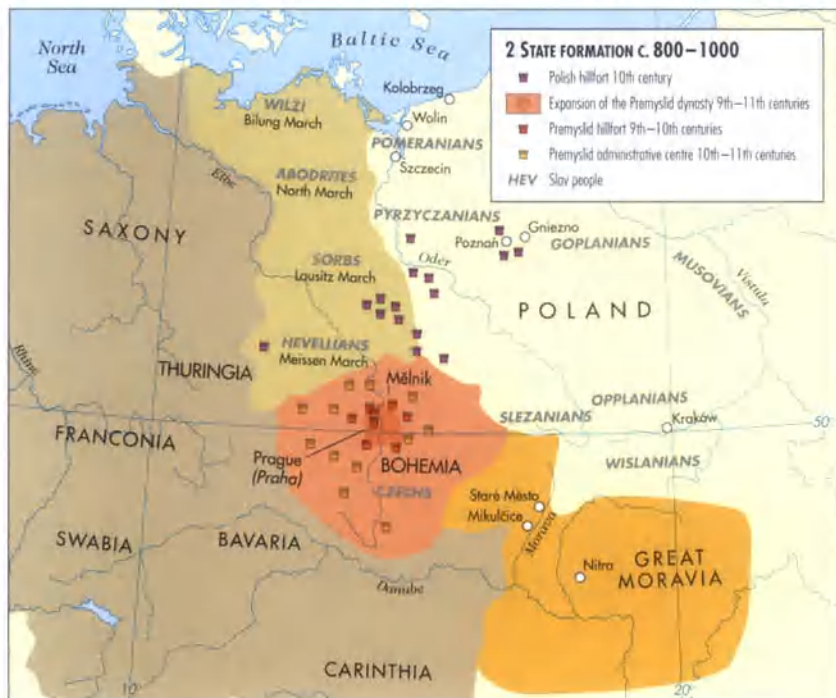 North
Sea
Baltic Sea
2 STATE FORMATION C. 800–1000
Polish hillfort 10th century
Expansion of the Premyslid dynasty 9th–11th centuries
Premyslid hillfort 9th–10th centuries
Premyslid administrative centre 10th–11th centuries
HEV Slav people
Kolobrzeg
WILZI
Bilung March
Wolin
POMERANIANS
Szczecin
Elbe
ABODRITES
North March
PYRZYCZANIANS
Gniezno
Poznań
GOPLANIANS
SAXONY
Oder
SORBS
Lausitz March
MUSOVIANS
Vistula
POLAND
HEVELLIANS
Meissen March
Rhine
THURINGIA
Mělnik
OPPLANIANS
SLEZANIANS
Kraków
50°
FRANCONIA
Prague
(Praha)
BOHEMIA
WISLANIANS
CZECHS
Staré Město
Mikulčice
Morava
SWABIA
BAVARIA
Nitra
GREAT
MORAVIA
Danube
CARINTHIA
10°
20°